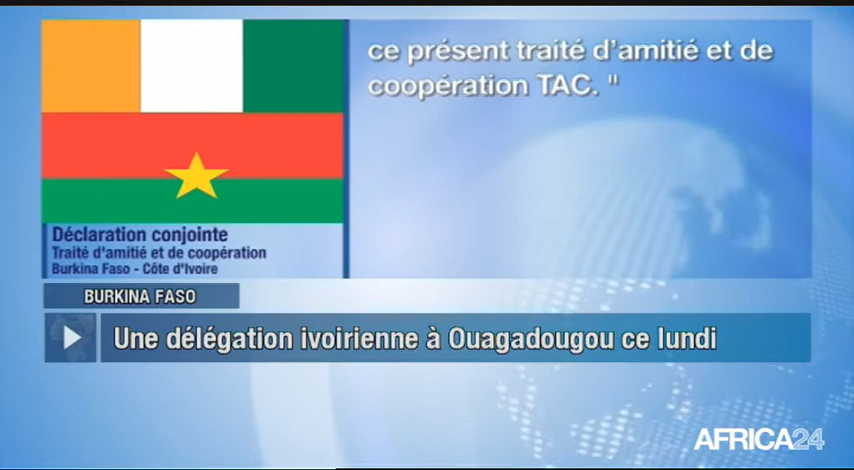 ce présent traité d'amitié et de
coopération TAC. "
Déclaration conjointe
Traité d'amitié et de coopération
Burkina Faso - Côte d'Ivoire
BURKINA FASO
Une délégation ivoirienne à Ouagadougou ce lundi
AFRICA24